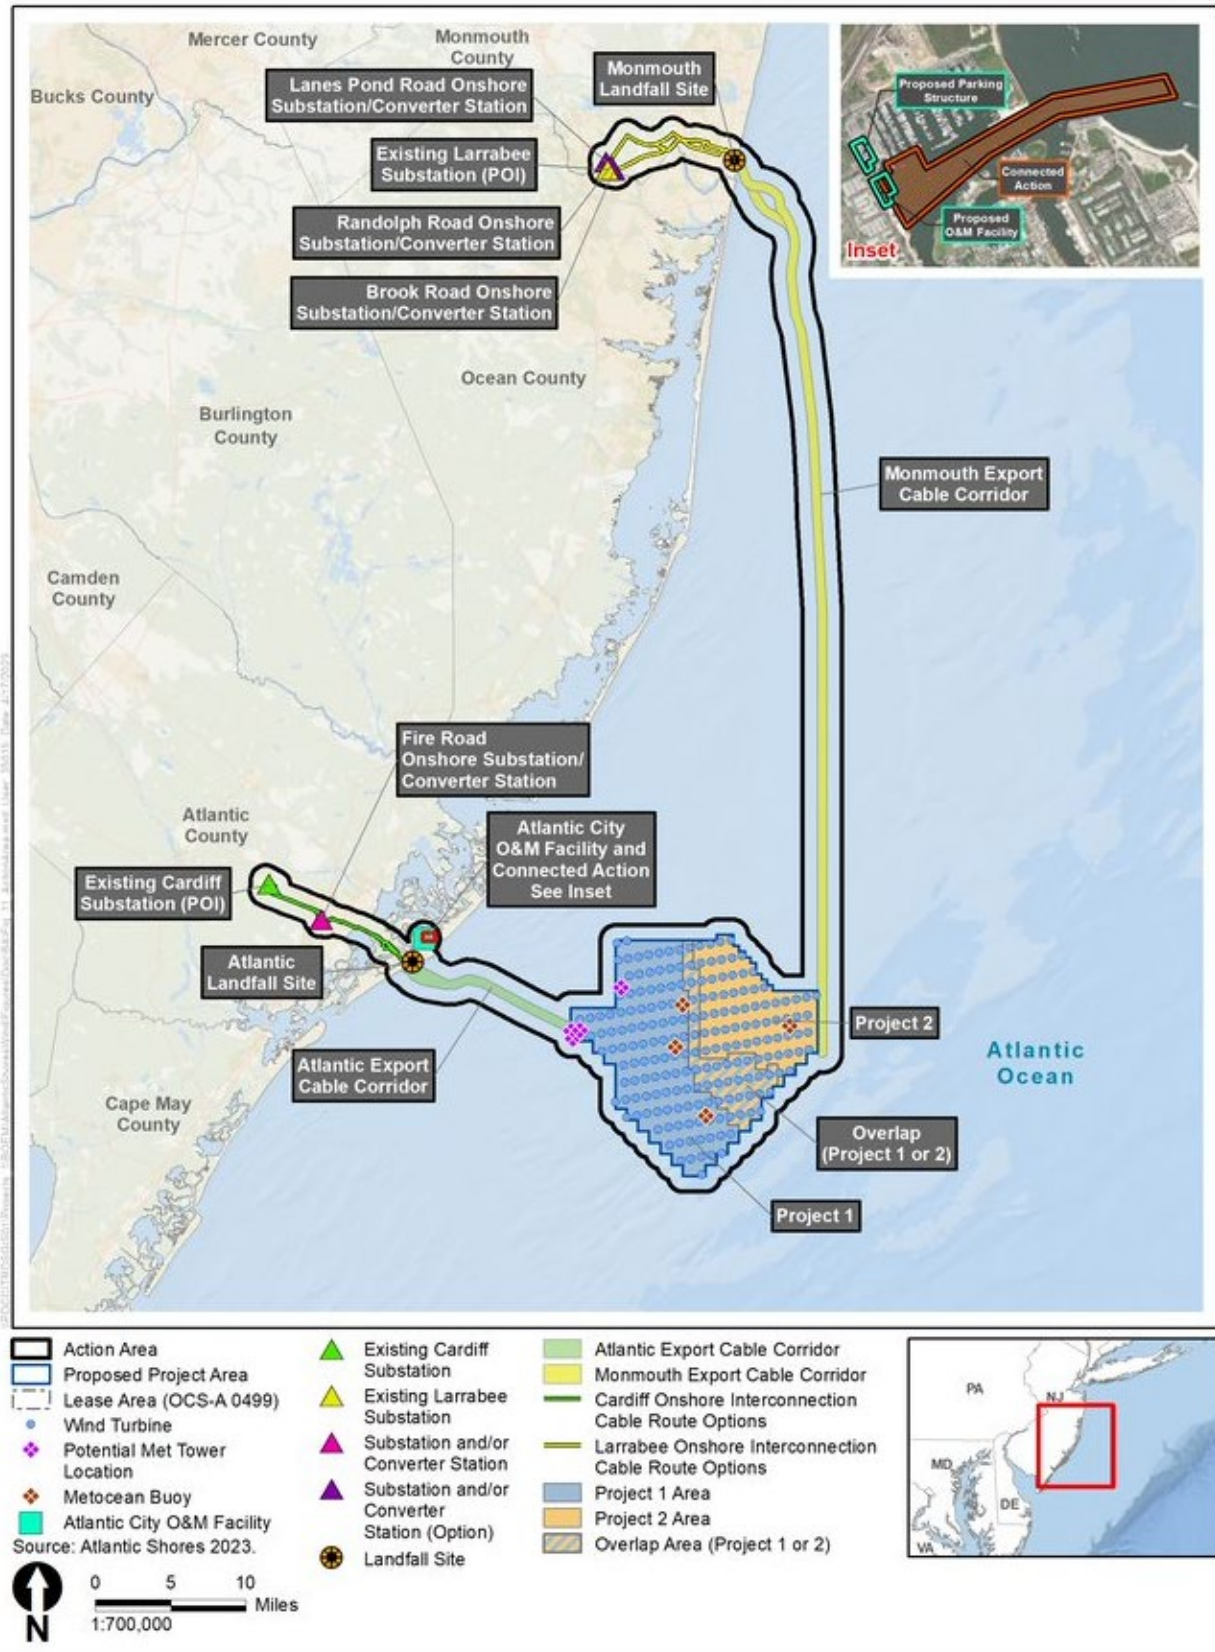 Mercer County
Monmouth
County
Bucks County
Lanes Pond Road Onshore
Substation/Converter Station
Monmouth
Landfall Site
Existing Larrabee
Substation (POI)
Randolph Road Onshore
Substation/Converter Station
Brook Road Onshore
Substation/Converter Station
Proposed Parking
Structure
Connected
Action
Proposed
O&M Facility
Inset
Ocean County
Burlington
County
Monmouth Export
Cable Corridor
Camden
County
Fire Road
Onshore Substation/
Converter Station
Atlantic
County
Atlantic City
O&M Facility and
Connected Action
See Inset
Existing Cardiff
Substation (POI)
Atlantic
Landfall Site
Project 2
Atlantic Export
Cable Corridor
Atlantic
Ocean
Cape May
County
Overlap
(Project 1 or 2)
Project 1
Action Area
Proposed Project Area
Lease Area (OCS-A 0499)
Wind Turbine
Potential Met Tower
Location
Metocean Buoy
Atlantic City O&M Facility
Source: Atlantic Shores 2023.
Existing Cardiff
Substation
Existing Larrabee
Substation
Substation and/or
Converter Station
Substation and/or
Converter
Station (Option)
Landfall Site
Atlantic Export Cable Corridor
Monmouth Export Cable Corridor
Cardiff Onshore Interconnection
Cable Route Options
Larrabee Onshore Interconnection
Cable Route Options
Project 1 Area
Project 2 Area
Overlap Area (Project 1 or 2)
PA
NJ
MD
DE
VA
N
0 5 10
Miles
1:700,000